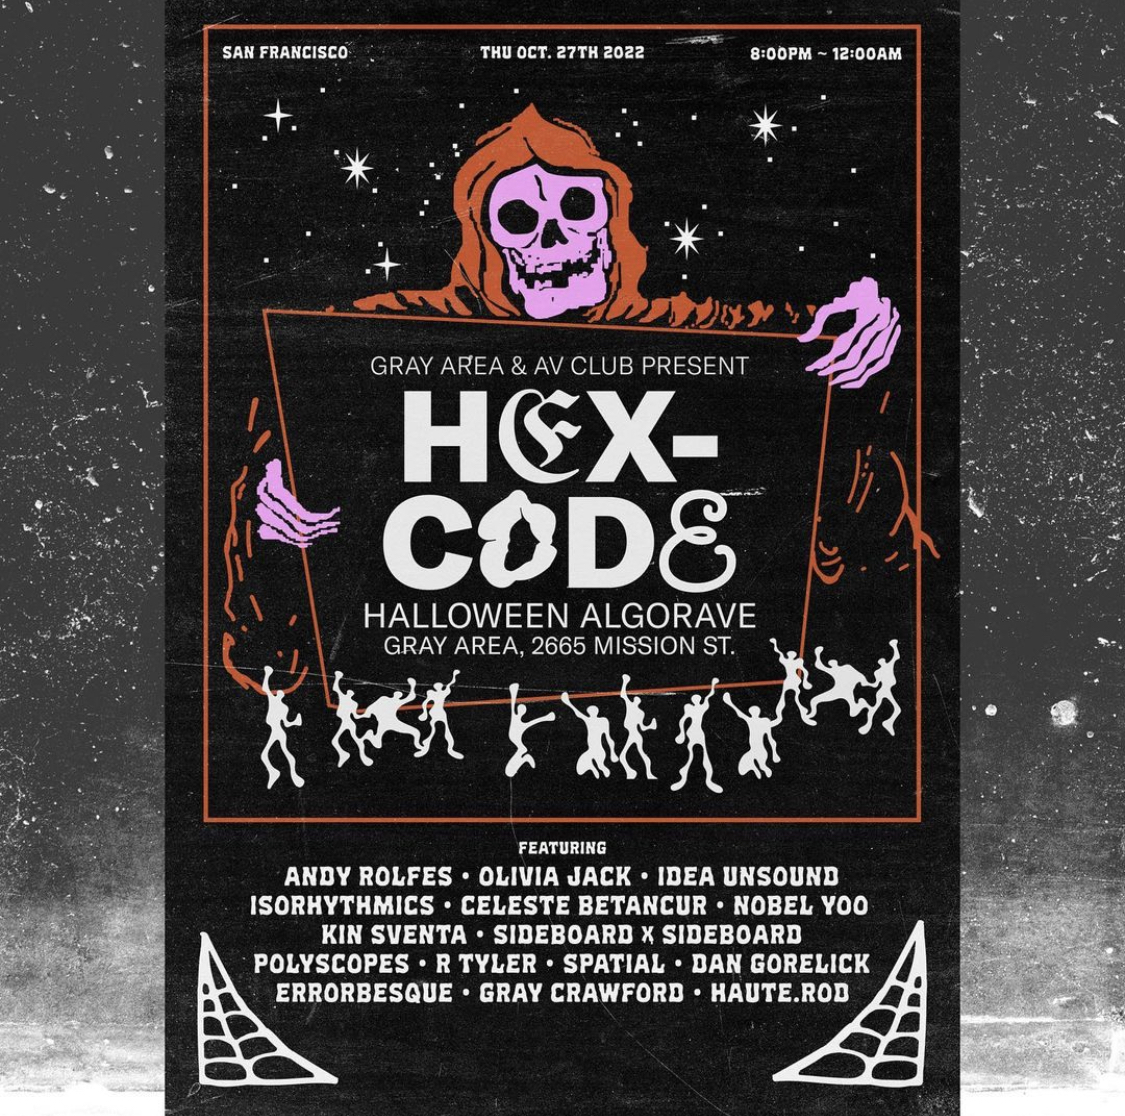 SAN FRANCISCO
THU OCT. 27TH 2022
8:00PM ~ 12:00AM
GRAY AREA & AV CLUB PRESENT
HEX-
CODE
HALLOWEEN ALGORAVE
GRAY AREA, 2665 MISSION ST.
FEATURING
ANDY ROLFES • OLIVIA JACK • IDEA UNSOUND
ISORHYTHMICS • CELESTE BETANCUR • NOBEL YOO
KIN SVENTA • SIDEBOARD X SIDEBOARD
POLYSCOPES • R TYLER • SPATIAL • DAN GORELICK
ERRORBESQUE • GRAY CRAWFORD • HAUTE.ROD